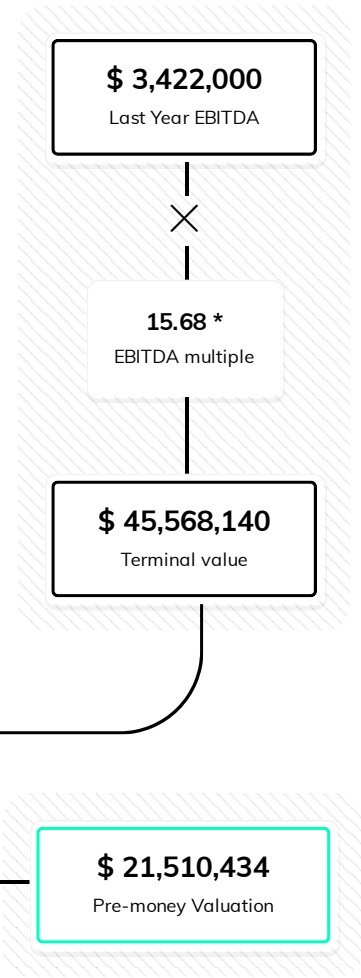 $ 3,422,000
Last Year EBITDA
15.68 *
EBITDA multiple
$ 45,568,140
Terminal value
$ 21,510,434
Pre-money Valuation